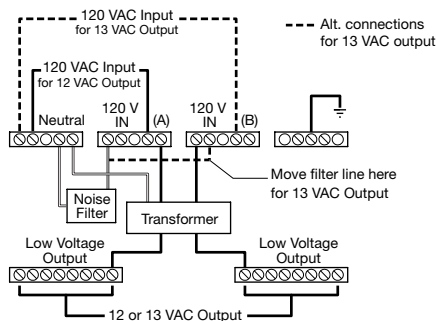 120 VAC Input
for 13 VAC Output
Alt. connections
for 13 VAC output
120 VAC Input
for 12 VAC Output
Neutral
120 V
IN
(A)
120 V
IN
(B)
Move filter line here
for 13 VAC Output
Noise
Filter
Transformer
Low Voltage
Output
Low Voltage
Output
12 or 13 VAC Output